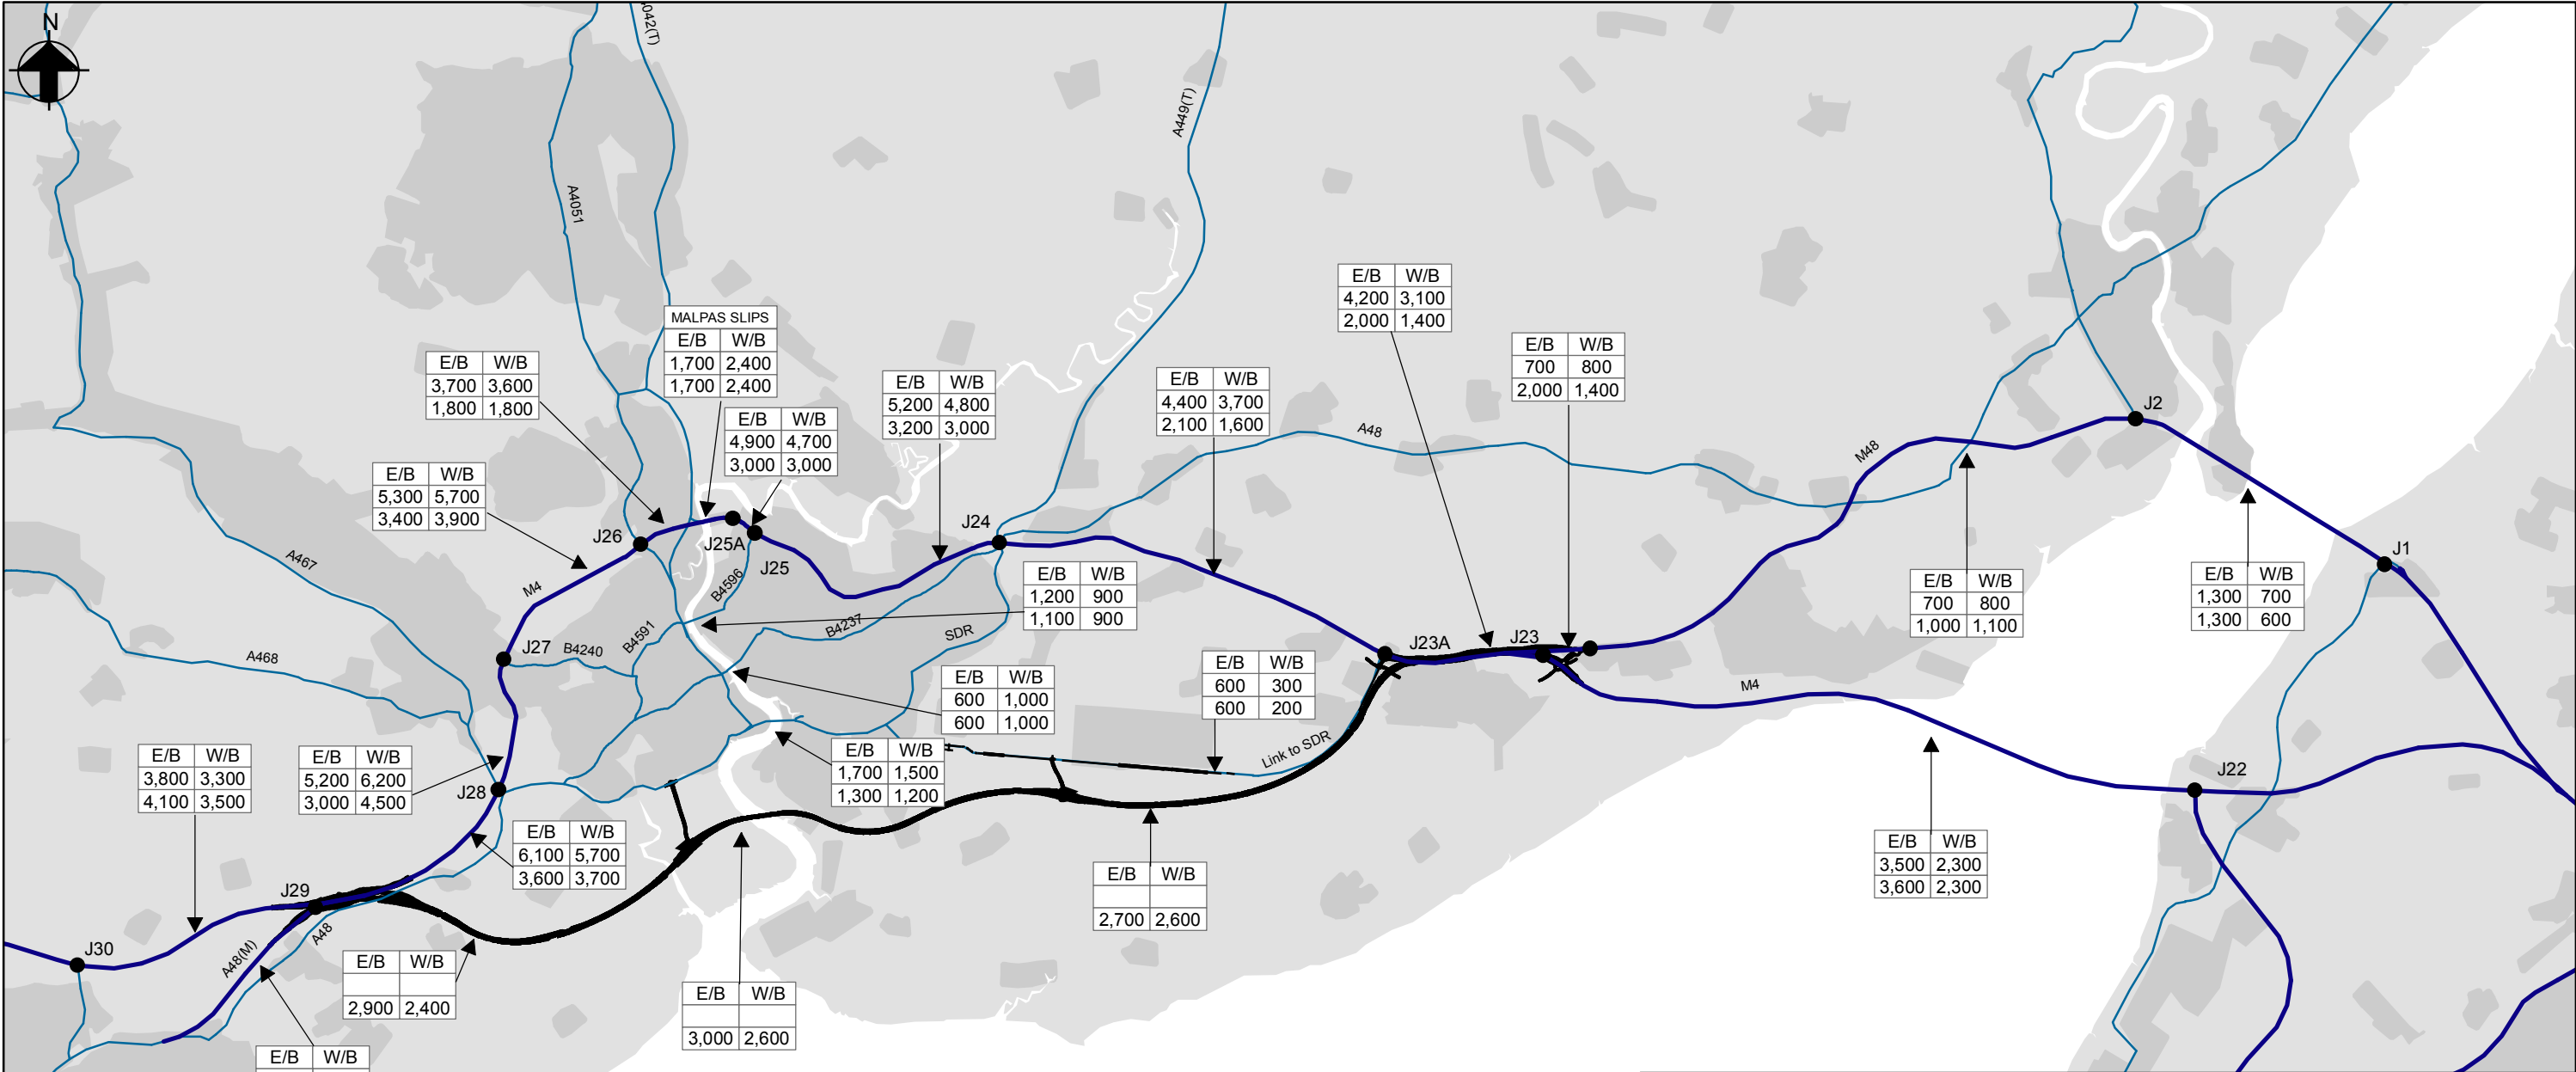 N
A042(T)
A4051
A449(T)
E/B W/B
4,200 3,100
2,000 1,400
MALPAS SLIPS
E/B W/B
1,700 2,400
1,700 2,400
E/B W/B
700 800
2,000 1,400
E/B W/B
3,700 3,600
1,800 1,800
E/B W/B
5,200 4,800
3,200 3,000
E/B W/B
4,400 3,700
2,100 1,600
E/B W/B
4,900 4,700
3,000 3,000
J2
A48
M48
E/B W/B
5,300 5,700
3,400 3,900
J26
J25A
J25
J24
J1
A467
M4
B4596
E/B W/B
1,200 900
1,100 900
E/B W/B
700 800
1,000 1,100
E/B W/B
1,300 700
1,300 600
J27
B4240
B4591
B4237
SDR
J23A
J23
A468
E/B W/B
600 1,000
600 1,000
E/B W/B
600 300
600 200
M4
Link to SDR
E/B W/B
3,800 3,300
4,100 3,500
E/B W/B
5,200 6,200
3,000 4,500
J28
E/B W/B
1,700 1,500
1,300 1,200
J22
E/B W/B
6,100 5,700
3,600 3,700
E/B W/B
3,500 2,300
3,600 2,300
J29
E/B W/B
2,700 2,600
J30
A48(M)
A48
E/B W/B
2,900 2,400
E/B W/B
3,000 2,600
E/B W/B